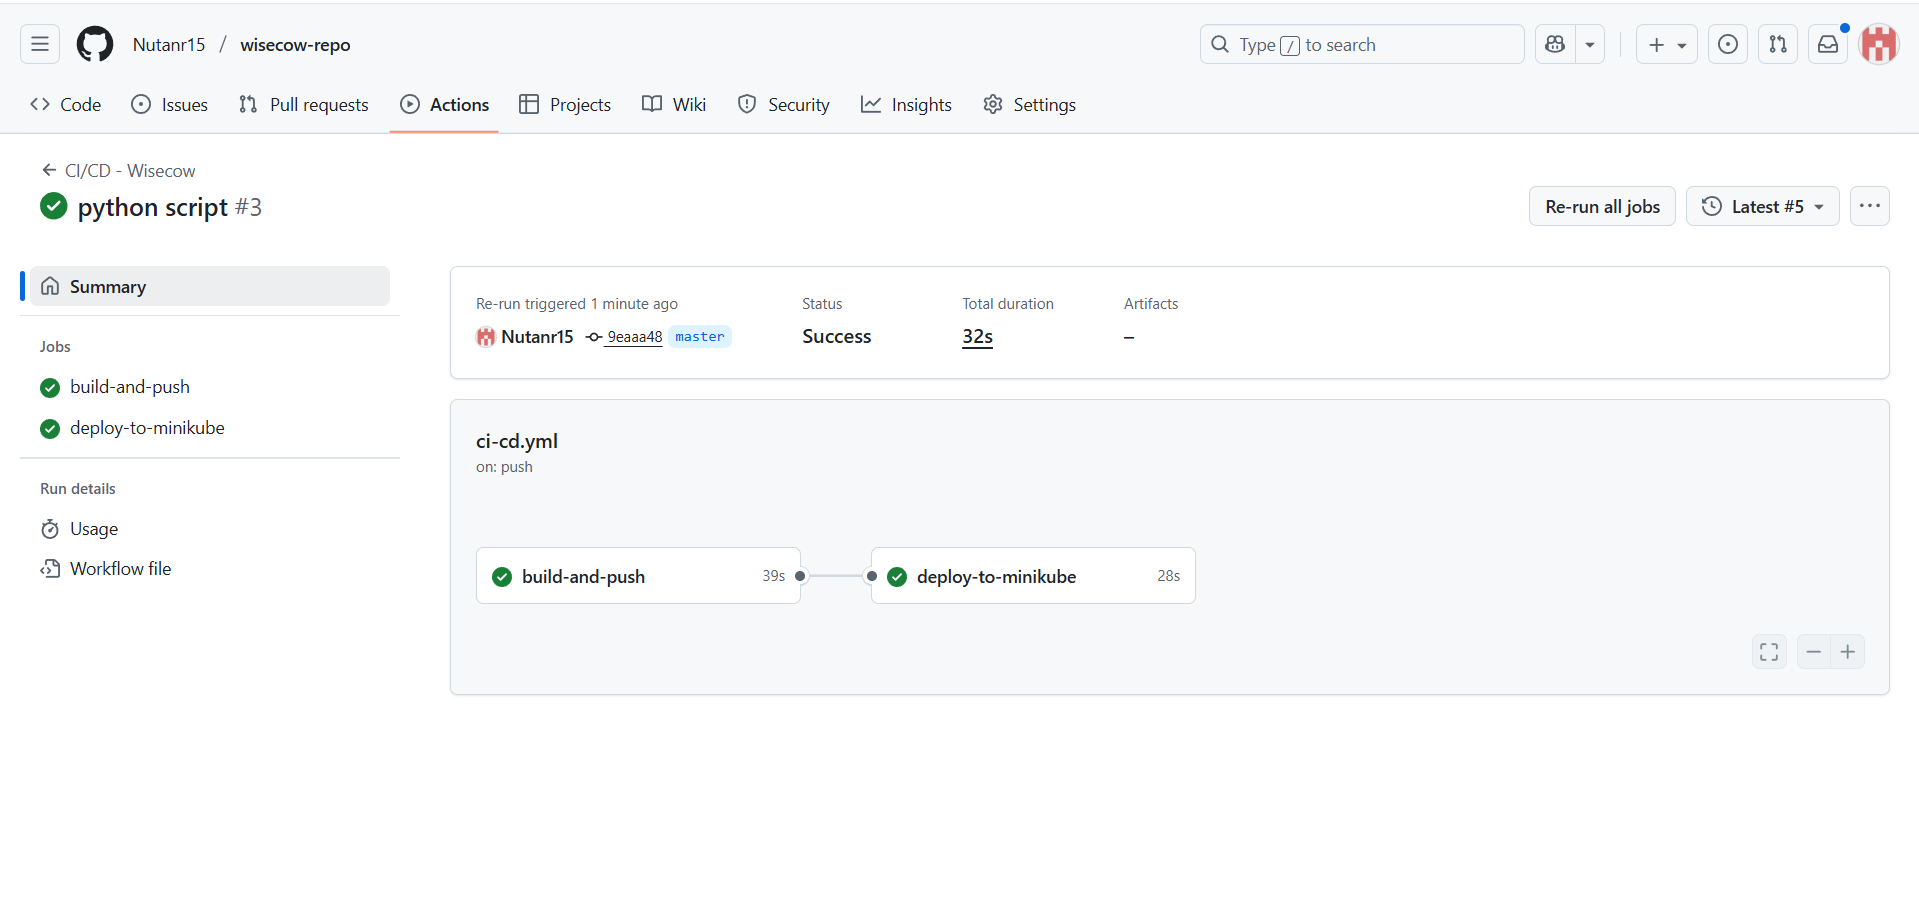 Nutanr15 / wisecow-repo
Type / to search
Code
Issues
Pull requests
Actions
Projects
Wiki
Security
Insights
Settings
CI/CD - Wisecow
python script #3
Re-run all jobs
Latest #5
Summary
Jobs
build-and-push
deploy-to-minikube
Run details
Usage
Workflow file
Re-run triggered 1 minute ago
Nutanr15 9eaaa48 master
Status
Success
Total duration
32s
Artifacts
–
ci-cd.yml
on: push
build-and-push 39s
deploy-to-minikube 28s